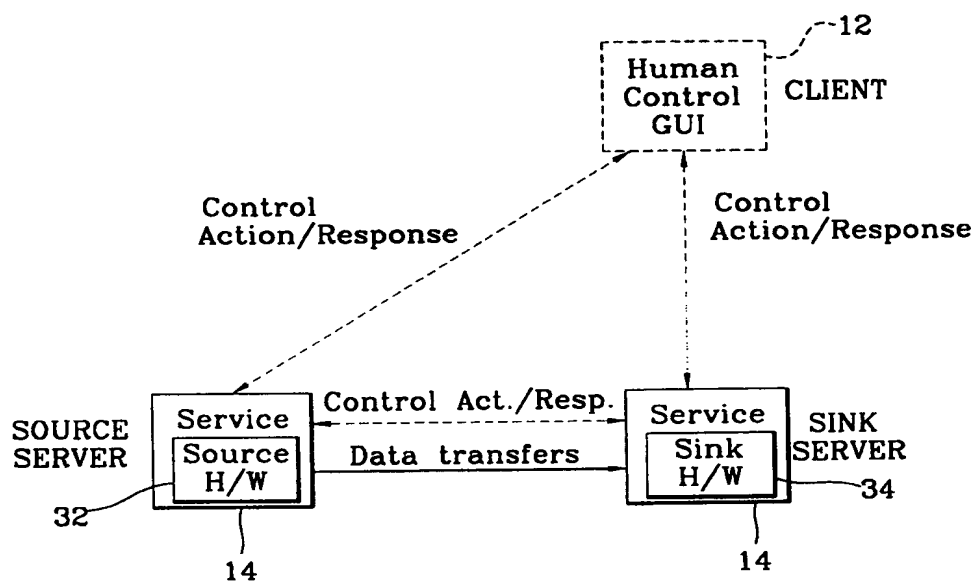 12
Human
Control
GUI
CLIENT
Control
Action/Response
Control
Action/Response
SOURCE
SERVER
Service
Source
H/W
Control Act./Resp.
Data transfers
Service
Sink
H/W
SINK
SERVER
32
34
14
14